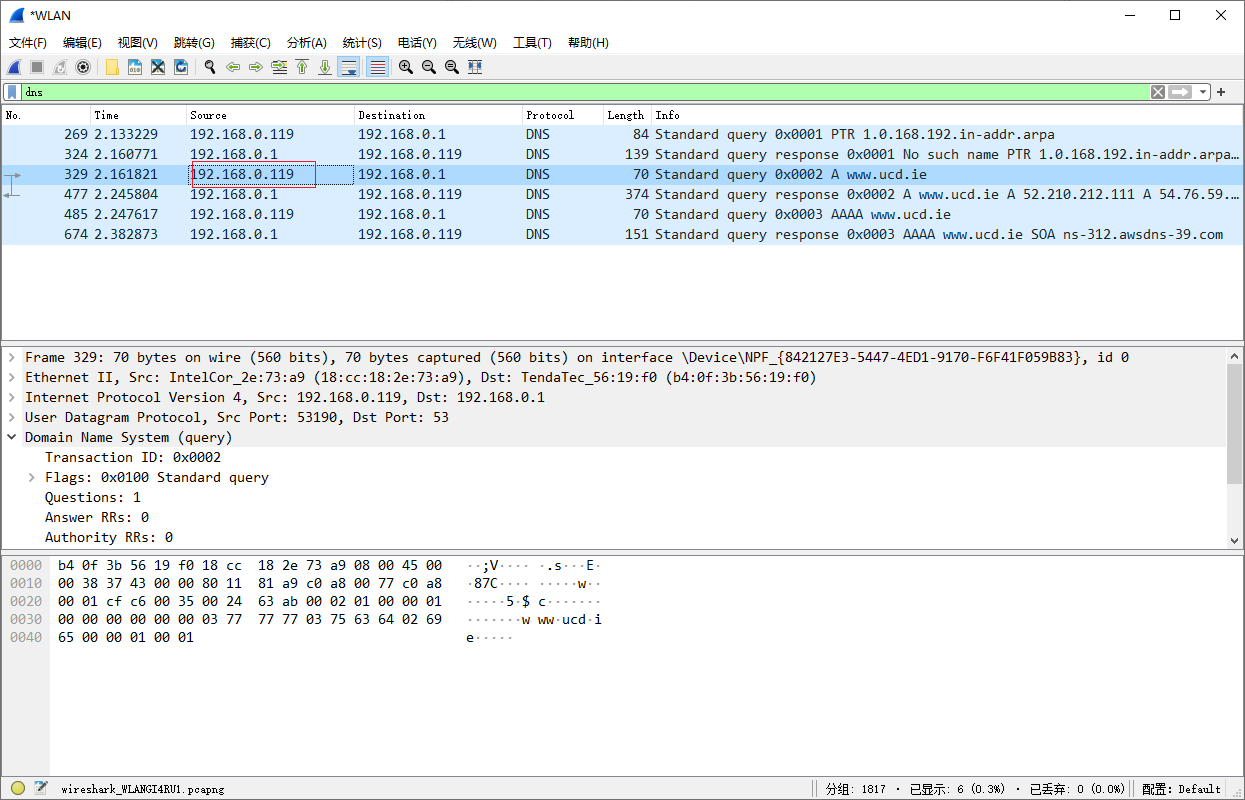 *WLAN
文件(F) 编辑(E) 视图(V) 跳转(G) 捕获(C) 分析(A) 统计(S) 电话(Y) 无线(W) 工具(T) 帮助(H)
dns
No. Time Source Destination Protocol Length Info
269 2.133229 192.168.0.119 192.168.0.1 DNS 84 Standard query 0x0001 PTR 1.0.168.192.in-addr.arpa
324 2.160771 192.168.0.1 192.168.0.119 DNS 139 Standard query response 0x0001 No such name PTR 1.0.168.192.in-addr.arpa…
329 2.161821 192.168.0.119 192.168.0.1 DNS 70 Standard query 0x0002 A www.ucd.ie
477 2.245804 192.168.0.1 192.168.0.119 DNS 374 Standard query response 0x0002 A www.ucd.ie A 52.210.212.111 A 54.76.59.…
485 2.247617 192.168.0.119 192.168.0.1 DNS 70 Standard query 0x0003 AAAA www.ucd.ie
674 2.382873 192.168.0.1 192.168.0.119 DNS 151 Standard query response 0x0003 AAAA www.ucd.ie SOA ns-312.awsdns-39.com
Frame 329: 70 bytes on wire (560 bits), 70 bytes captured (560 bits) on interface \Device\NPF_{842127E3-5447-4ED1-9170-F6F41F059B83}, id 0
Ethernet II, Src: IntelCor_2e:73:a9 (18:cc:18:2e:73:a9), Dst: TendaTec_56:19:f0 (b4:0f:3b:56:19:f0)
Internet Protocol Version 4, Src: 192.168.0.119, Dst: 192.168.0.1
User Datagram Protocol, Src Port: 53190, Dst Port: 53
Domain Name System (query)
Transaction ID: 0x0002
Flags: 0x0100 Standard query
Questions: 1
Answer RRs: 0
Authority RRs: 0
0000 b4 0f 3b 56 19 f0 18 cc 18 2e 73 a9 08 00 45 00 ··;V···· ·.s···E·
0010 00 38 37 43 00 00 80 11 81 a9 c0 a8 00 77 c0 a8 ·87C···· ·····w··
0020 00 01 cf c6 00 35 00 24 63 ab 00 02 01 00 00 01 ·····5·$ c·······
0030 00 00 00 00 00 00 03 77 77 77 03 75 63 64 02 69 ·······w ww·ucd·i
0040 65 00 00 01 00 01 e·····
wireshark_WLANGI4RU1.pcapng 分组: 1817 · 已显示: 6 (0.3%) · 已丢弃: 0 (0.0%) 配置: Default